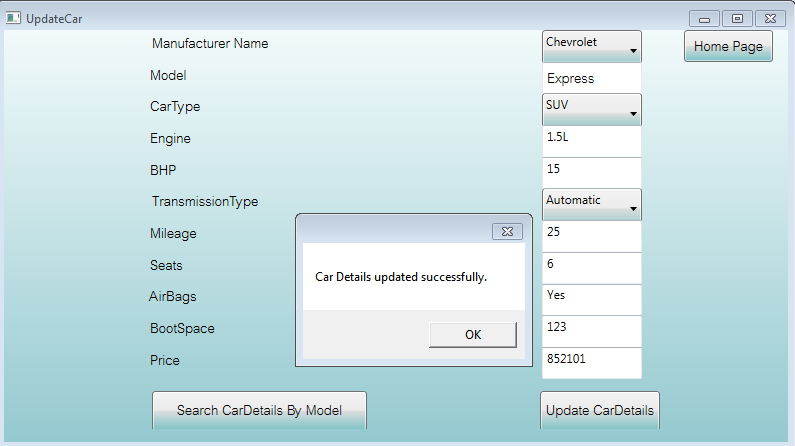 UpdateCar
Manufacturer Name Chevrolet Home Page
Model Express
CarType SUV
Engine 1.5L
BHP 15
TransmissionType Automatic
Mileage 25
Seats 6
Car Details updated successfully.
AirBags Yes
BootSpace 123
OK
Price 852101
Search CarDetails By Model Update CarDetails